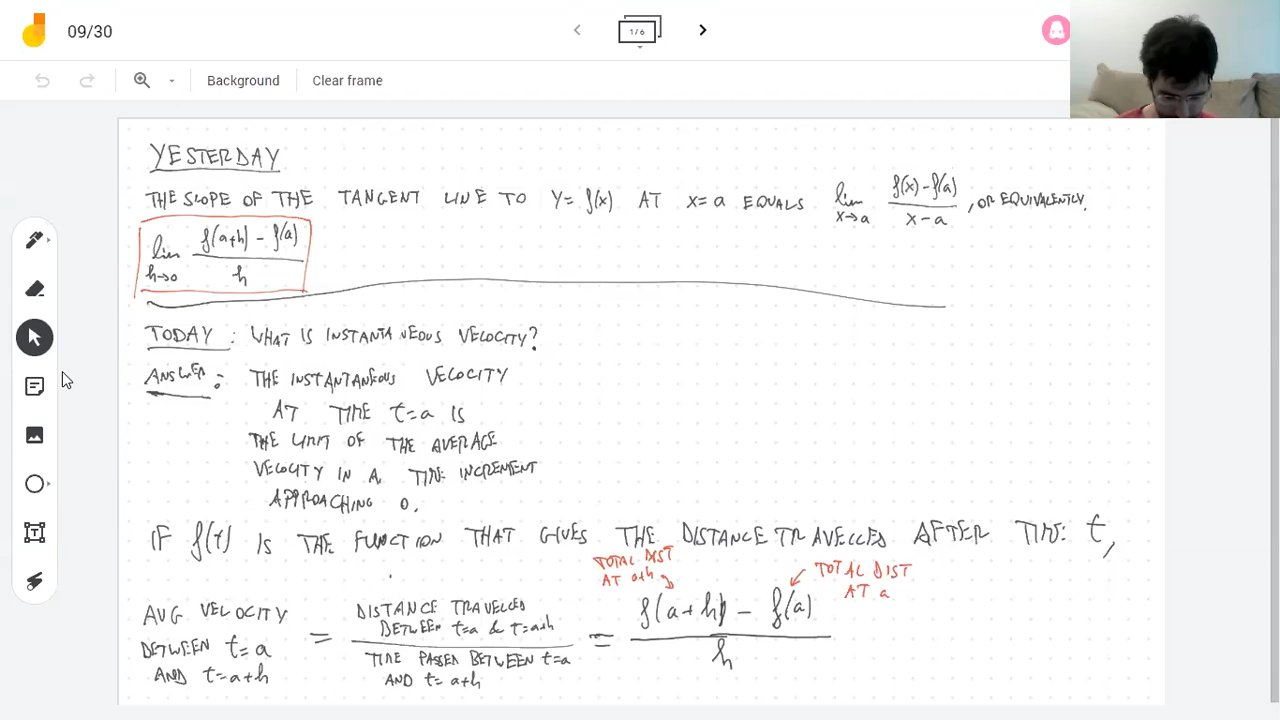 09/30
1/6
Background
Clear frame
YESTERDAY
THE SLOPE OF THE TANGENT LINE TO Y= f(x) AT x=a EQUALS lim x→a f(x)-f(a) / x-a , OR EQUIVALENTLY.
lim h→0 f(a+h) - f(a) / h
TODAY : WHAT IS INSTANTANEOUS VELOCITY?
ANSWER : THE INSTANTANEOUS VELOCITY
AT TIME t=a IS
THE LIMIT OF THE AVERAGE
VELOCITY IN A TIME INCREMENT
APPROACHING 0.
IF f(t) IS THE FUNCTION THAT GIVES THE DISTANCE TRAVELLED AFTER TIME t,
TOTAL DIST
AT a+h
TOTAL DIST
AT a
AVG VELOCITY
BETWEEN t=a
AND t=a+h
=
DISTANCE TRAVELLED
BETWEEN t=a & t=a+h
TIME PASSED BETWEEN t=a
AND t= a+h
=
f(a+h) - f(a)
h